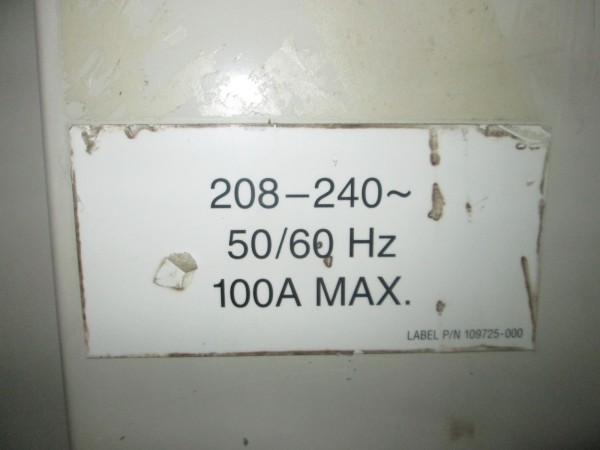 208–240~
50/60 Hz
100A MAX.
LABEL P/N 109725-000